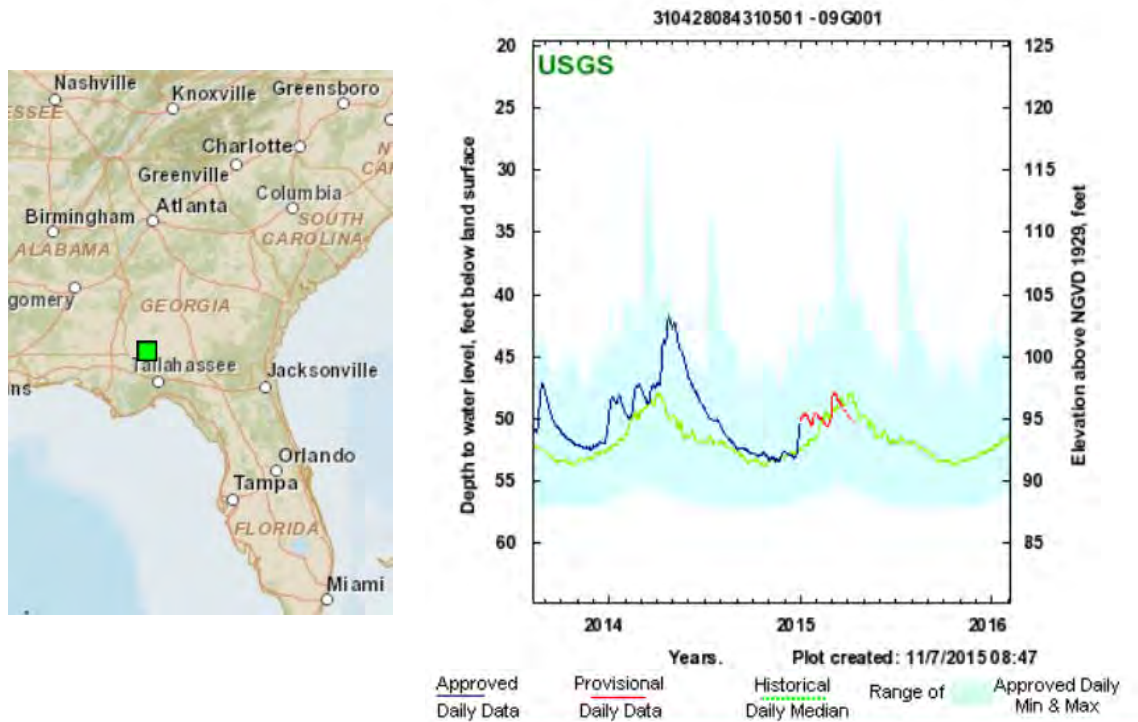 Nashville
Knoxville
Greensboro
ESSEE
Charlotte
N
CAR
Greenville
Columbia
Birmingham
Atlanta
SOUTH
CAROLINA
ALABAMA
gomery
GEORGIA
Tallahassee
Jacksonville
ns
Orlando
Tampa
FLORIDA
Miami
310428084310501 - 09G001
USGS
Depth to water level, feet below land surface
20
25
30
35
40
45
50
55
60
Elevation above NGVD 1929, feet
125
120
115
110
105
100
95
90
85
2014
2015
2016
Years.
Plot created: 11/7/2015 08:47
Approved
Daily Data
Provisional
Daily Data
Historical
Daily Median
Range of
Approved Daily
Min & Max